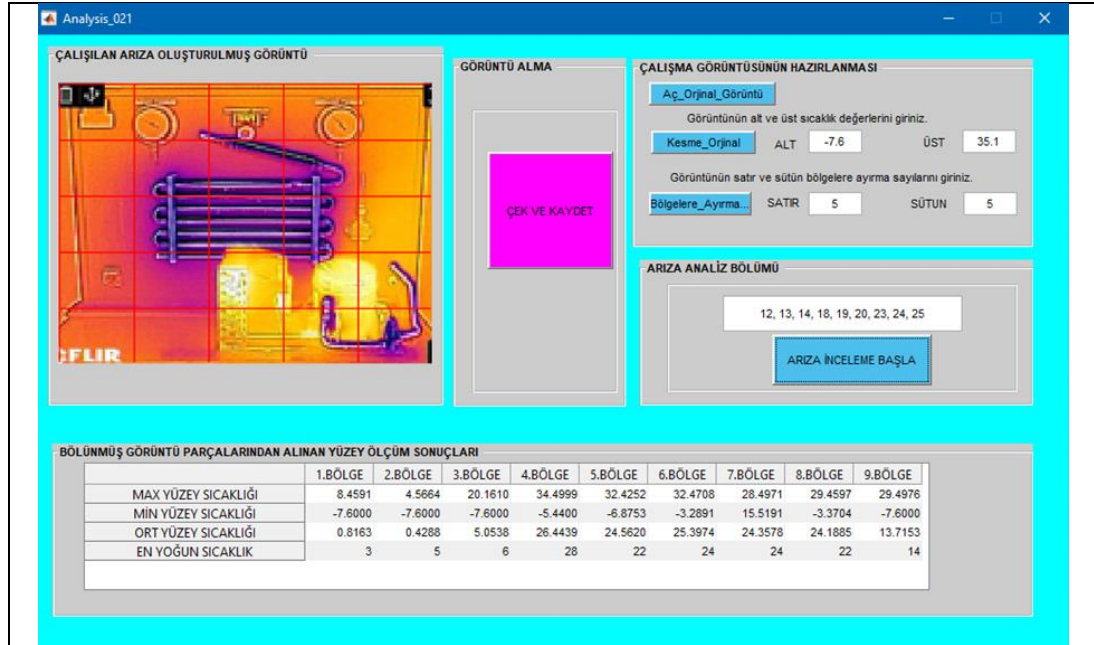 Analysis_021
ÇALIŞILAN ARIZA OLUŞTURULMUŞ GÖRÜNTÜ
FLIR
GÖRÜNTÜ ALMA
ÇEK VE KAYDET
ÇALIŞMA GÖRÜNTÜSÜNÜN HAZIRLANMASI
Aç_Orjinal_Görüntü
Görüntünün alt ve üst sıcaklık değerlerini giriniz.
Kesme_Orjinal ALT -7.6 ÜST 35.1
Görüntünün satır ve sütün bölgelere ayırma sayılarını giriniz.
Bölgelere_Ayırma... SATIR 5 SÜTUN 5
ARIZA ANALİZ BÖLÜMÜ
12, 13, 14, 18, 19, 20, 23, 24, 25
ARIZA İNCELEME BAŞLA
BÖLÜNMÜŞ GÖRÜNTÜ PARÇALARINDAN ALINAN YÜZEY ÖLÇÜM SONUÇLARI
1.BÖLGE 2.BÖLGE 3.BÖLGE 4.BÖLGE 5.BÖLGE 6.BÖLGE 7.BÖLGE 8.BÖLGE 9.BÖLGE
MAX YÜZEY SICAKLIĞI 8.4591 4.5664 20.1610 34.4999 32.4252 32.4708 28.4971 29.4597 29.4976
MİN YÜZEY SICAKLIĞI -7.6000 -7.6000 -7.6000 -5.4400 -6.8753 -3.2891 15.5191 -3.3704 -7.6000
ORT YÜZEY SICAKLIĞI 0.8163 0.4288 5.0538 26.4439 24.5620 25.3974 24.3578 24.1885 13.7153
EN YOĞUN SICAKLIK 3 5 6 28 22 24 24 22 14